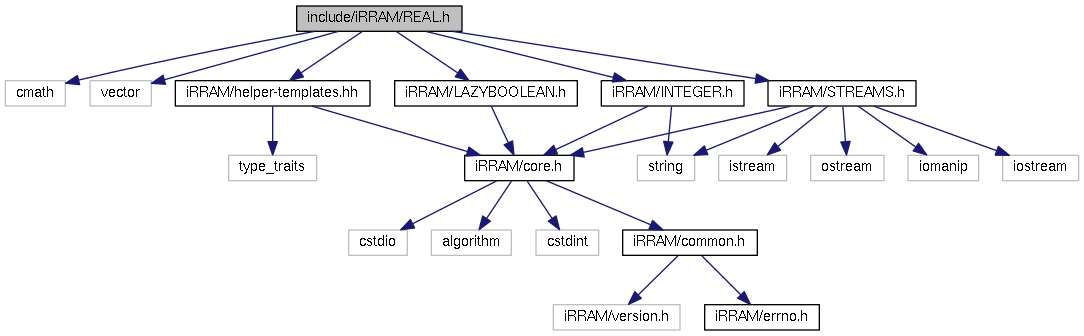 include/iRRAM/REAL.h
cmath
vector
iRRAM/helper-templates.hh
iRRAM/LAZYBOOLEAN.h
iRRAM/INTEGER.h
iRRAM/STREAMS.h
type_traits
iRRAM/core.h
string
istream
ostream
iomanip
iostream
cstdio
algorithm
cstdint
iRRAM/common.h
iRRAM/version.h
iRRAM/errno.h